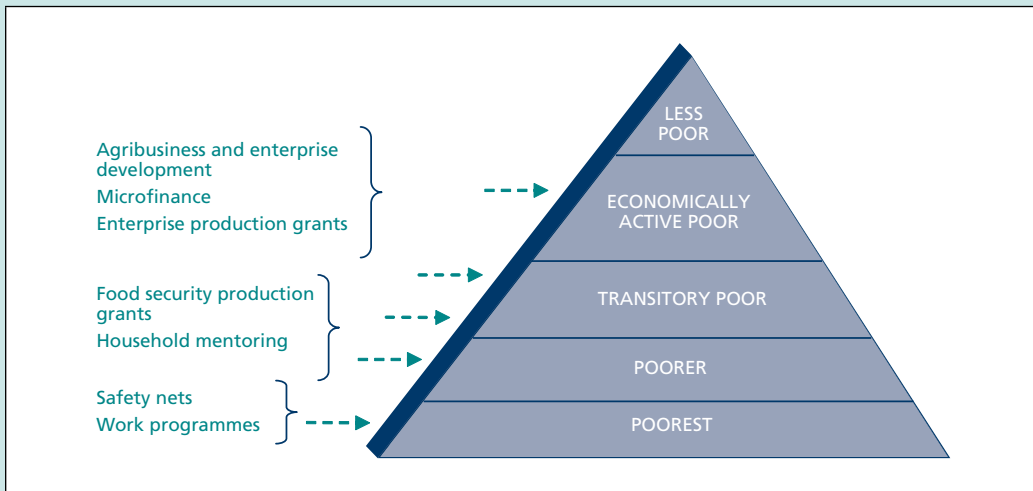 Agribusiness and enterprise
development
Microfinance
Enterprise production grants
Food security production
grants
Household mentoring
Safety nets
Work programmes
LESS
POOR
ECONOMICALLY
ACTIVE POOR
TRANSITORY POOR
POORER
POOREST